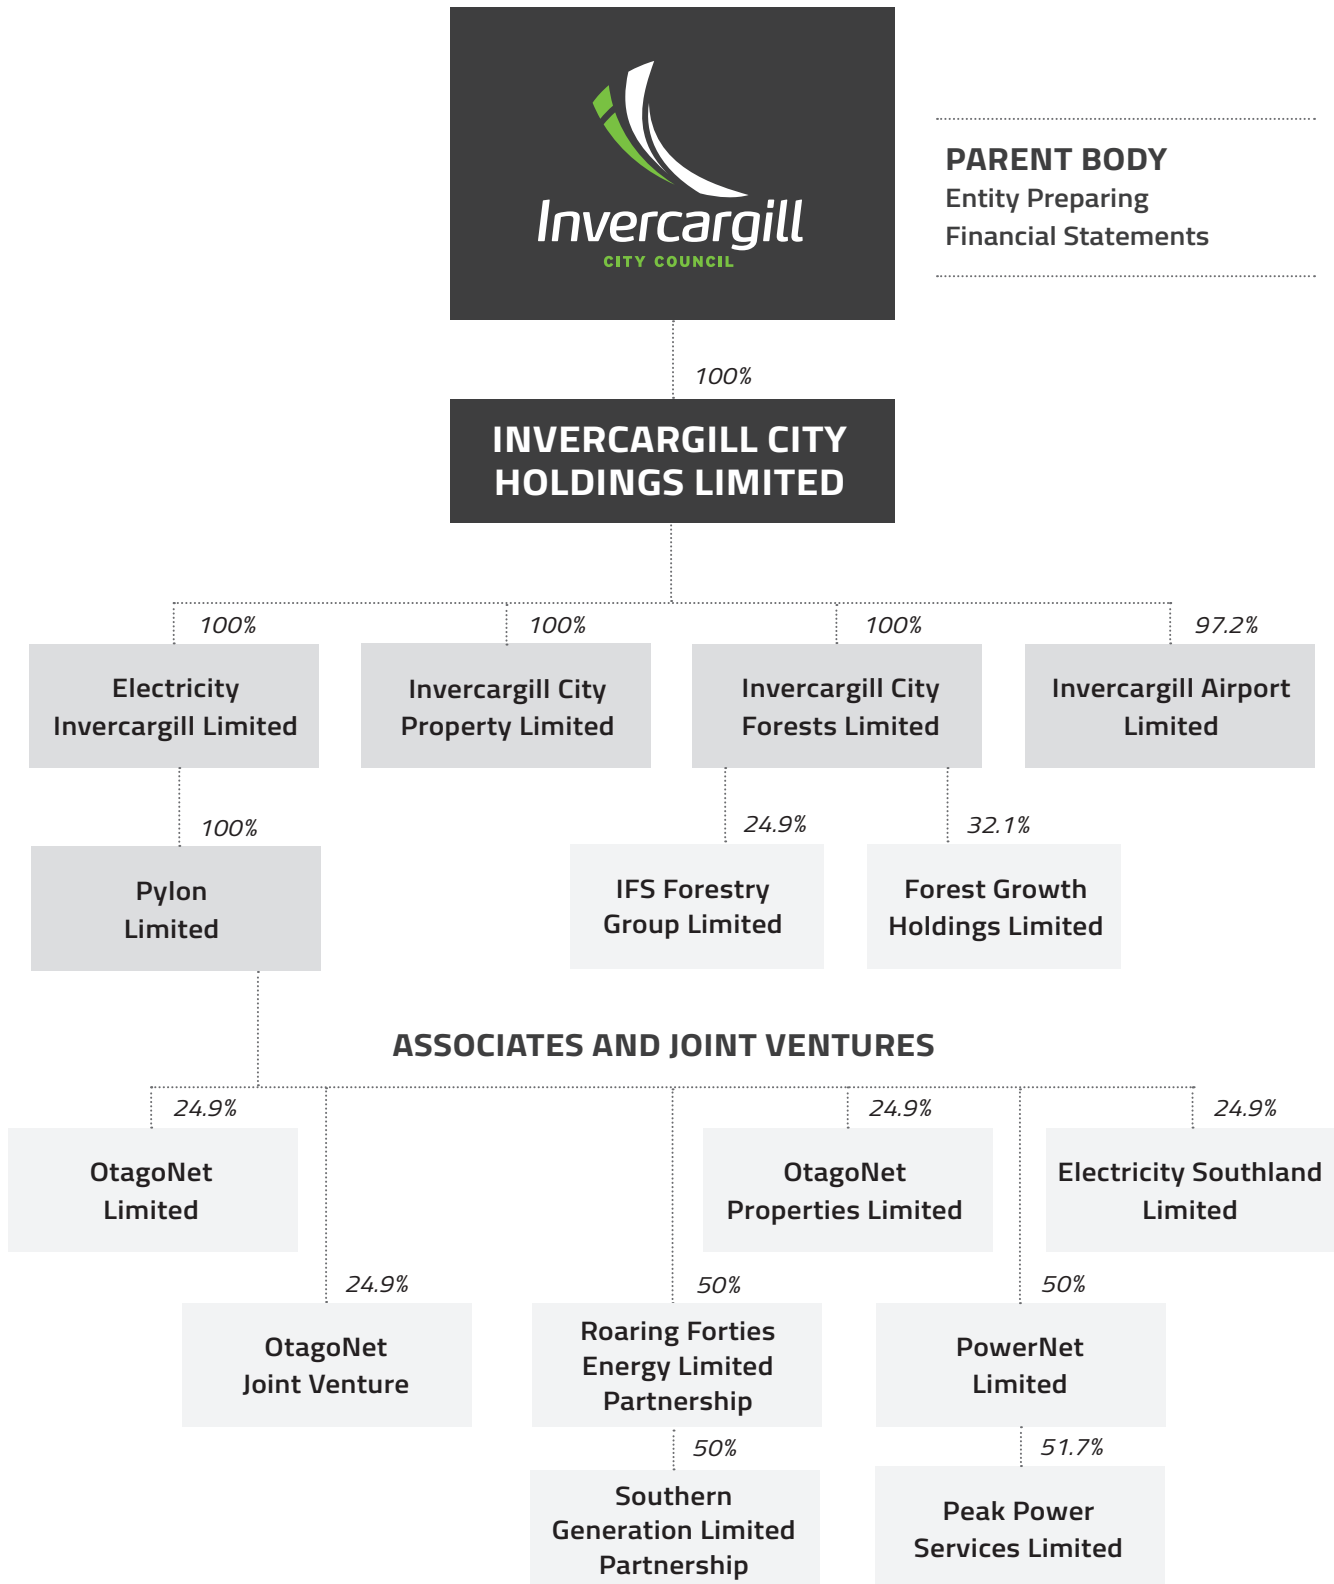 Invercargill
CITY COUNCIL
PARENT BODY
Entity Preparing
Financial Statements
100%
INVERCARGILL CITY
HOLDINGS LIMITED
100%
100%
100%
97.2%
Electricity
Invercargill Limited
Invercargill City
Property Limited
Invercargill City
Forests Limited
Invercargill Airport
Limited
100%
24.9%
32.1%
Pylon
Limited
IFS Forestry
Group Limited
Forest Growth
Holdings Limited
ASSOCIATES AND JOINT VENTURES
24.9%
24.9%
24.9%
OtagoNet
Limited
OtagoNet
Properties Limited
Electricity Southland
Limited
24.9%
50%
50%
OtagoNet
Joint Venture
Roaring Forties
Energy Limited
Partnership
PowerNet
Limited
50%
51.7%
Southern
Generation Limited
Partnership
Peak Power
Services Limited